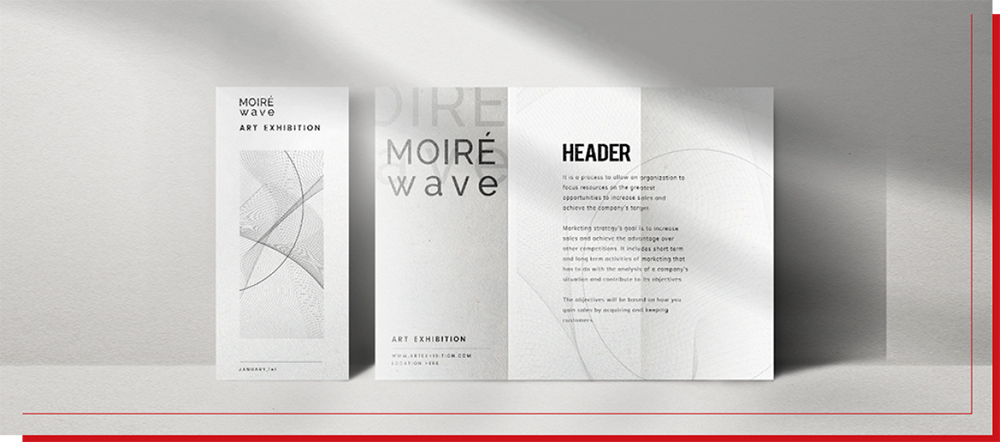 MOIRÉ
wave
ART EXHIBITION
JANUARY, 1st
OIRE
MOIRÉ
wave
ART EXHIBITION
WWW.ARTEXHIBITION.COM
LOCATION HERE
HEADER
It is a process to allow an organization to
focus resources on the greatest
opportunities to increase sales and
achieve the company's target.
Marketing strategy's goal is to increase
sales and achieve the advantage over
other competitions. It includes short term
and long term activities of marketing that
has to do with the analysis of a company's
situation and contribute to its objectives.
The objectives will be based on how you
gain sales by acquiring and keeping
customers.